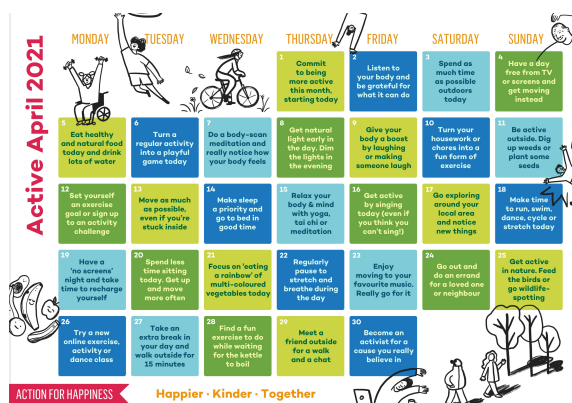 Active April 2021
MONDAY TUESDAY WEDNESDAY THURSDAY FRIDAY SATURDAY SUNDAY
1
Commit
to being
more active
this month,
starting today
2
Listen to
your body and
be grateful for
what it can do
3
Spend as
much time
as possible
outdoors
today
4
Have a day
free from TV
or screens and
get moving
instead
5
Eat healthy
and natural food
today and drink
lots of water
6
Turn a
regular activity
into a playful
game today
7
Do a body-scan
meditation and
really notice how
your body feels
8
Get natural
light early in
the day. Dim
the lights in
the evening
9
Give your
body a boost
by laughing
or making
someone laugh
10
Turn your
housework or
chores into a
fun form of
exercise
11
Be active
outside. Dig
up weeds or
plant some
seeds
12
Set yourself
an exercise
goal or sign up
to an activity
challenge
13
Move as much
as possible,
even if you're
stuck inside
14
Make sleep
a priority and
go to bed in
good time
15
Relax your
body & mind
with yoga,
tai chi or
meditation
16
Get active
by singing
today (even if
you think you
can't sing!)
17
Go exploring
around your
local area
and notice
new things
18
Make time
to run, swim,
dance, cycle or
stretch today
19
Have a
'no screens'
night and take
time to recharge
yourself
20
Spend less
time sitting
today. Get up
and move
more often
21
Focus on 'eating
a rainbow' of
multi-coloured
vegetables today
22
Regularly
pause to
stretch and
breathe during
the day
23
Enjoy
moving to your
favourite music.
Really go for it
24
Go out and
do an errand
for a loved one
or neighbour
25
Get active
in nature. Feed
the birds or
go wildlife-
spotting
26
Try a new
online exercise,
activity or
dance class
27
Take an
extra break in
your day and
walk outside for
15 minutes
28
Find a fun
exercise to do
while waiting
for the kettle
to boil
29
Meet a
friend outside
for a walk
and a chat
30
Become an
activist for a
cause you really
believe in
ACTION FOR HAPPINESS
Happier · Kinder · Together